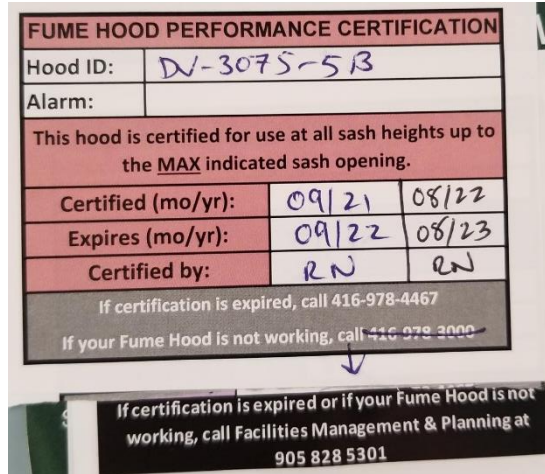 FUME HOOD PERFORMANCE CERTIFICATION
Hood ID: DV-3075-5B
Alarm:
This hood is certified for use at all sash heights up to
the MAX indicated sash opening.
Certified (mo/yr): 09/21 08/22
Expires (mo/yr): 09/22 08/23
Certified by: RN RN
If certification is expired, call 416-978-4467
If your Fume Hood is not working, call 416-978-3000
If certification is expired or if your Fume Hood is not
working, call Facilities Management & Planning at
905 828 5301